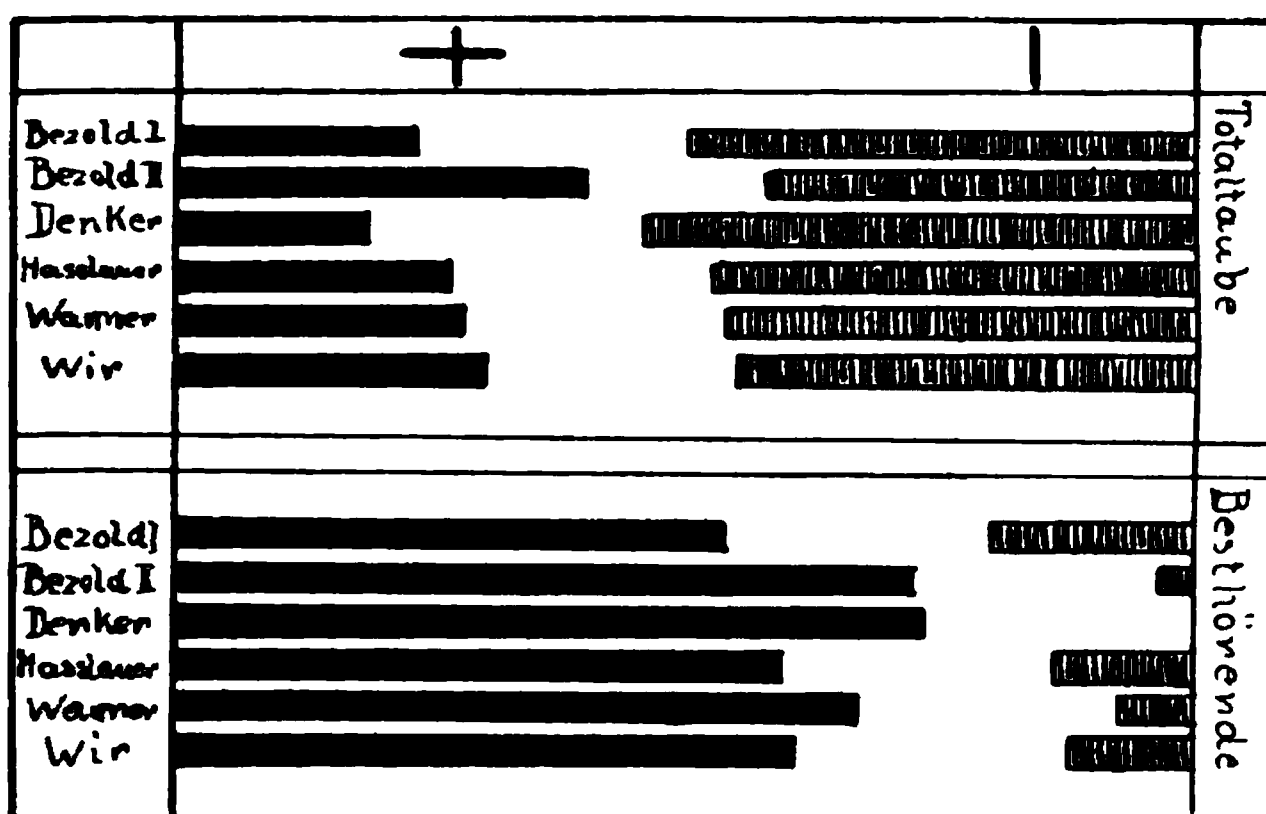 + |
Bezold I
Bezold II
Denker
Hasslauer
Wanner
Wir
Totaltaube
Bezold I
Bezold II
Denker
Hasslauer
Wanner
Wir
Besthörende